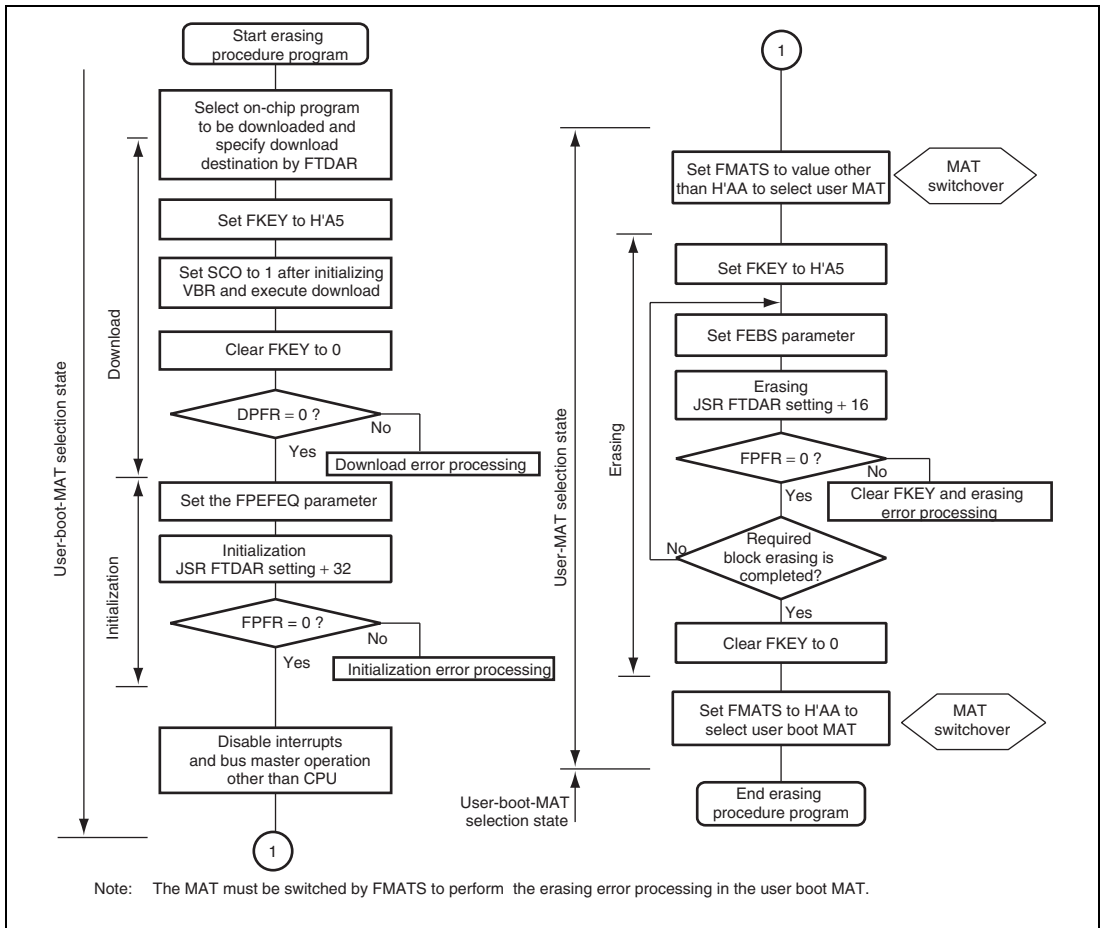 Start erasing
procedure program
Select on-chip program
to be downloaded and
specify download
destination by FTDAR
Set FKEY to H'A5
Set SCO to 1 after initializing
VBR and execute download
Clear FKEY to 0
DPFR = 0 ?
No
Yes
Download error processing
Set the FPEFEQ parameter
Initialization
JSR FTDAR setting + 32
FPFR = 0 ?
No
Yes
Initialization error processing
Disable interrupts
and bus master operation
other than CPU
1
User-boot-MAT selection state
Download
Initialization
1
Set FMATS to value other
than H'AA to select user MAT
MAT
switchover
Set FKEY to H'A5
Set FEBS parameter
Erasing
JSR FTDAR setting + 16
FPFR = 0 ?
No
Yes
Clear FKEY and erasing
error processing
Required
block erasing is
completed?
No
Yes
Clear FKEY to 0
Set FMATS to H'AA to
select user boot MAT
MAT
switchover
End erasing
procedure program
User-MAT selection state
Erasing
User-boot-MAT
selection state
Note: The MAT must be switched by FMATS to perform the erasing error processing in the user boot MAT.